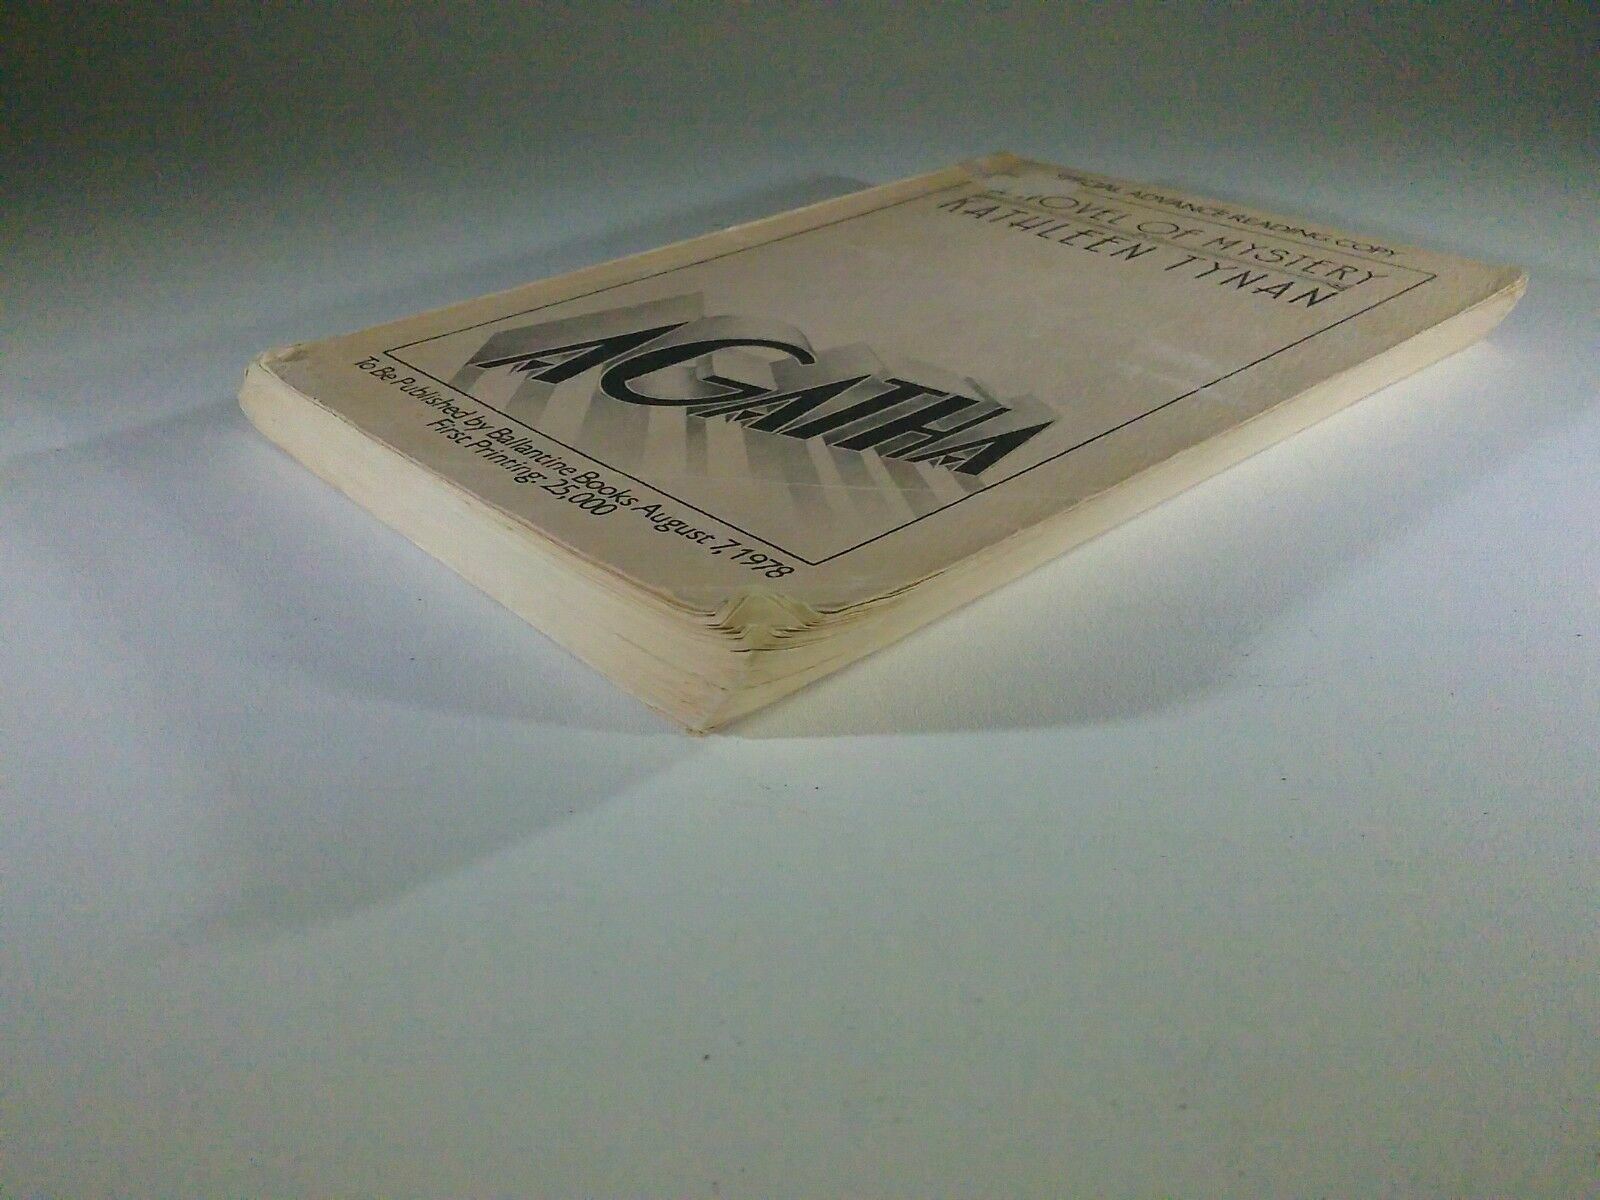 SPECIAL ADVANCE READING COPY
A NOVEL OF MYSTERY
KATHLEEN TYNAN
AGATHA
To Be Published by Ballantine Books August 7, 1978
First Printing: 25,000